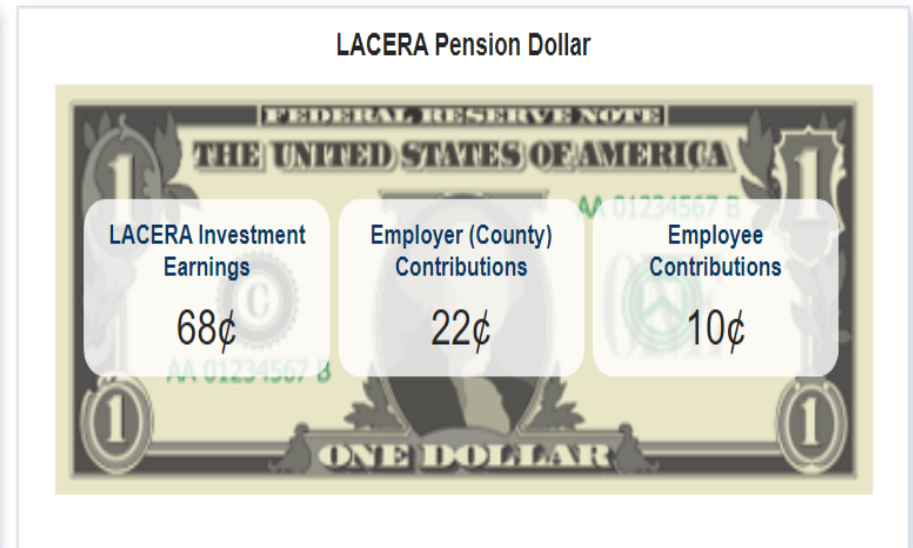 LACERA Pension Dollar
FEDERAL RESERVE NOTE
THE UNITED STATES OF AMERICA
1
1
AA 01234567 B
LACERA Investment
Earnings
68¢
Employer (County)
Contributions
22¢
Employee
Contributions
10¢
C
AA 01234567 B
1
1
ONE DOLLAR